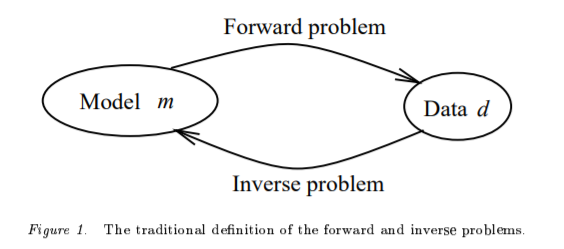 Forward problem
Model m
Data d
Inverse problem
Figure 1. The traditional definition of the forward and inverse problems.